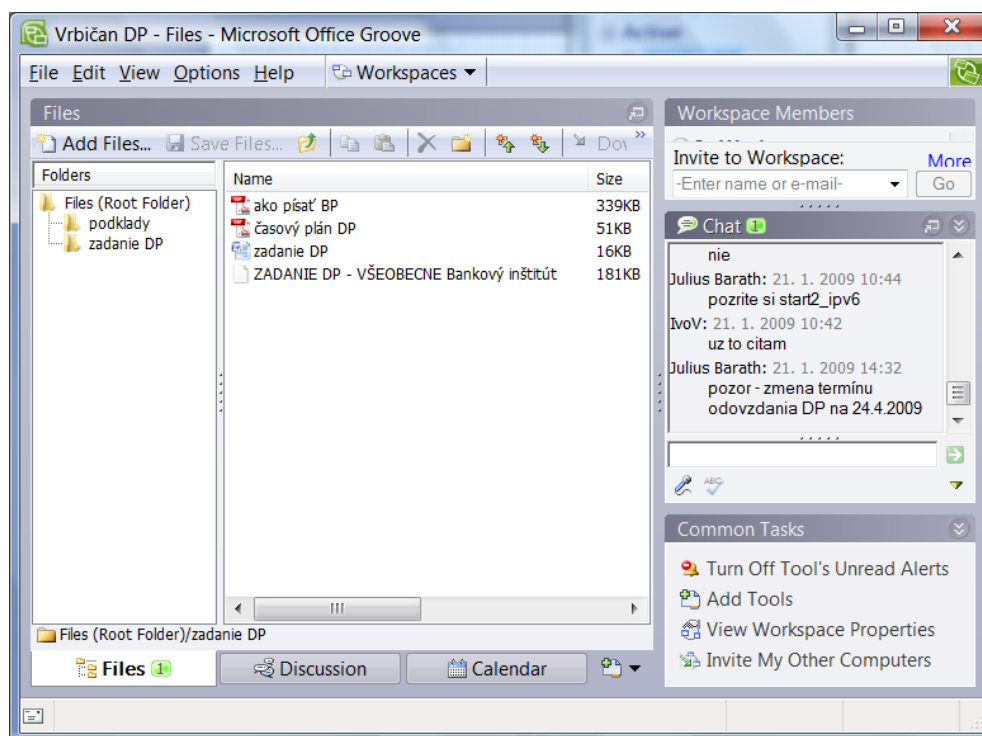 Vrbičan DP - Files - Microsoft Office Groove
File Edit View Options Help Workspaces
Files
Add Files... Save Files...
Folders
Files (Root Folder)
podklady
zadanie DP
Name Size
ako písať BP 339KB
časový plán DP 51KB
zadanie DP 16KB
ZADANIE DP - VŠEOBECNE Bankový inštitút 181KB
Files (Root Folder)/zadanie DP
Files 1 Discussion Calendar
Workspace Members
Invite to Workspace: More
-Enter name or e-mail- Go
Chat 1
nie
Julius Barath: 21. 1. 2009 10:44
pozrite si start2_ipv6
IvoV: 21. 1. 2009 10:42
uz to citam
Julius Barath: 21. 1. 2009 14:32
pozor - zmena termínu
odovzdania DP na 24.4.2009
ABC
Common Tasks
Turn Off Tool's Unread Alerts
Add Tools
View Workspace Properties
Invite My Other Computers